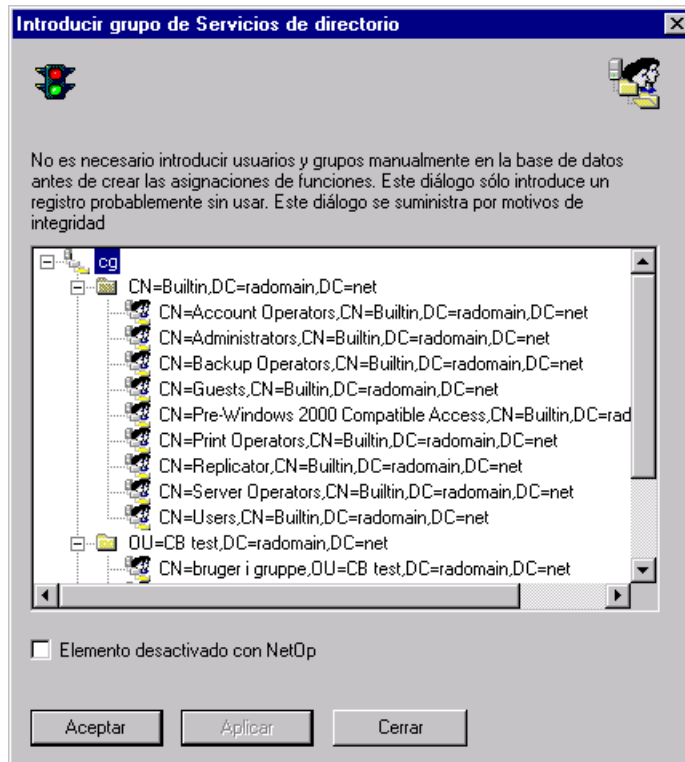 Introducir grupo de Servicios de directorio
No es necesario introducir usuarios y grupos manualmente en la base de datos
antes de crear las asignaciones de funciones. Este diálogo sólo introduce un
registro probablemente sin usar. Este diálogo se suministra por motivos de
integridad
cg
CN=Builtin,DC=radomain,DC=net
CN=Account Operators,CN=Builtin,DC=radomain,DC=net
CN=Administrators,CN=Builtin,DC=radomain,DC=net
CN=Backup Operators,CN=Builtin,DC=radomain,DC=net
CN=Guests,CN=Builtin,DC=radomain,DC=net
CN=Pre-Windows 2000 Compatible Access,CN=Builtin,DC=rad
CN=Print Operators,CN=Builtin,DC=radomain,DC=net
CN=Replicator,CN=Builtin,DC=radomain,DC=net
CN=Server Operators,CN=Builtin,DC=radomain,DC=net
CN=Users,CN=Builtin,DC=radomain,DC=net
OU=CB test,DC=radomain,DC=net
CN=bruger i gruppe,OU=CB test,DC=radomain,DC=net
Elemento desactivado con NetOp
Aceptar Aplicar Cerrar